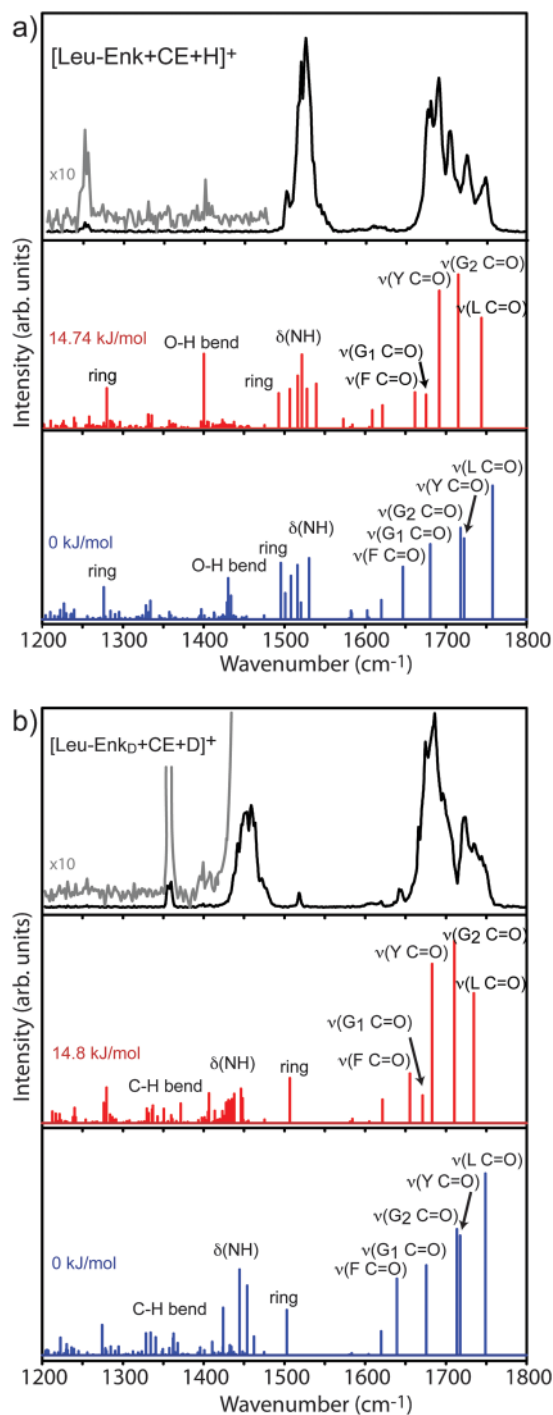 a)
[Leu-Enk+CE+H]+
x10
Intensity (arb. units)
14.74 kJ/mol
ring
O-H bend
ring
δ(NH)
ν(F C=O)
ν(G1 C=O)
ν(Y C=O)
ν(G2 C=O)
ν(L C=O)
0 kJ/mol
ring
O-H bend
ring
δ(NH)
ν(F C=O)
ν(G1 C=O)
ν(G2 C=O)
ν(Y C=O)
ν(L C=O)
1200 1300 1400 1500 1600 1700 1800
Wavenumber (cm-1)
b)
[Leu-EnkD+CE+D]+
x10
Intensity (arb. units)
14.8 kJ/mol
C-H bend
δ(NH)
ring
ν(F C=O)
ν(G1 C=O)
ν(Y C=O)
ν(G2 C=O)
ν(L C=O)
0 kJ/mol
C-H bend
δ(NH)
ring
ν(F C=O)
ν(G1 C=O)
ν(G2 C=O)
ν(Y C=O)
ν(L C=O)
1200 1300 1400 1500 1600 1700 1800
Wavenumber (cm-1)